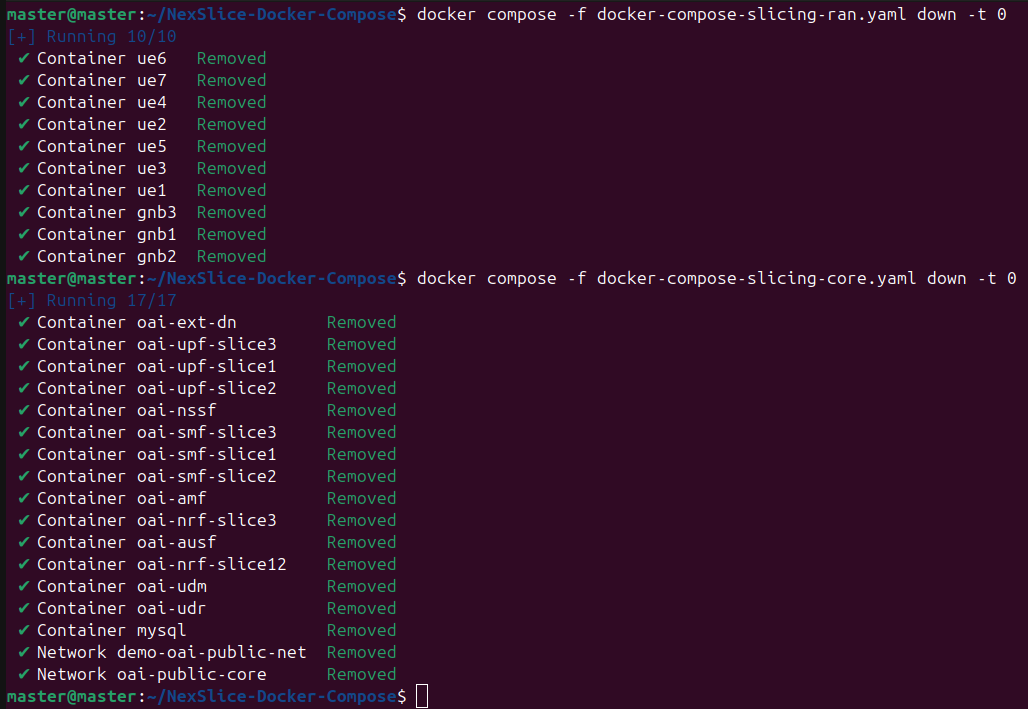 master@master:~/NexSlice-Docker-Compose$ docker compose -f docker-compose-slicing-ran.yaml down -t 0
[+] Running 10/10
✔ Container ue6 Removed
✔ Container ue7 Removed
✔ Container ue4 Removed
✔ Container ue2 Removed
✔ Container ue5 Removed
✔ Container ue3 Removed
✔ Container ue1 Removed
✔ Container gnb3 Removed
✔ Container gnb1 Removed
✔ Container gnb2 Removed
master@master:~/NexSlice-Docker-Compose$ docker compose -f docker-compose-slicing-core.yaml down -t 0
[+] Running 17/17
✔ Container oai-ext-dn Removed
✔ Container oai-upf-slice3 Removed
✔ Container oai-upf-slice1 Removed
✔ Container oai-upf-slice2 Removed
✔ Container oai-nssf Removed
✔ Container oai-smf-slice3 Removed
✔ Container oai-smf-slice1 Removed
✔ Container oai-smf-slice2 Removed
✔ Container oai-amf Removed
✔ Container oai-nrf-slice3 Removed
✔ Container oai-ausf Removed
✔ Container oai-nrf-slice12 Removed
✔ Container oai-udm Removed
✔ Container oai-udr Removed
✔ Container mysql Removed
✔ Network demo-oai-public-net Removed
✔ Network oai-public-core Removed
master@master:~/NexSlice-Docker-Compose$